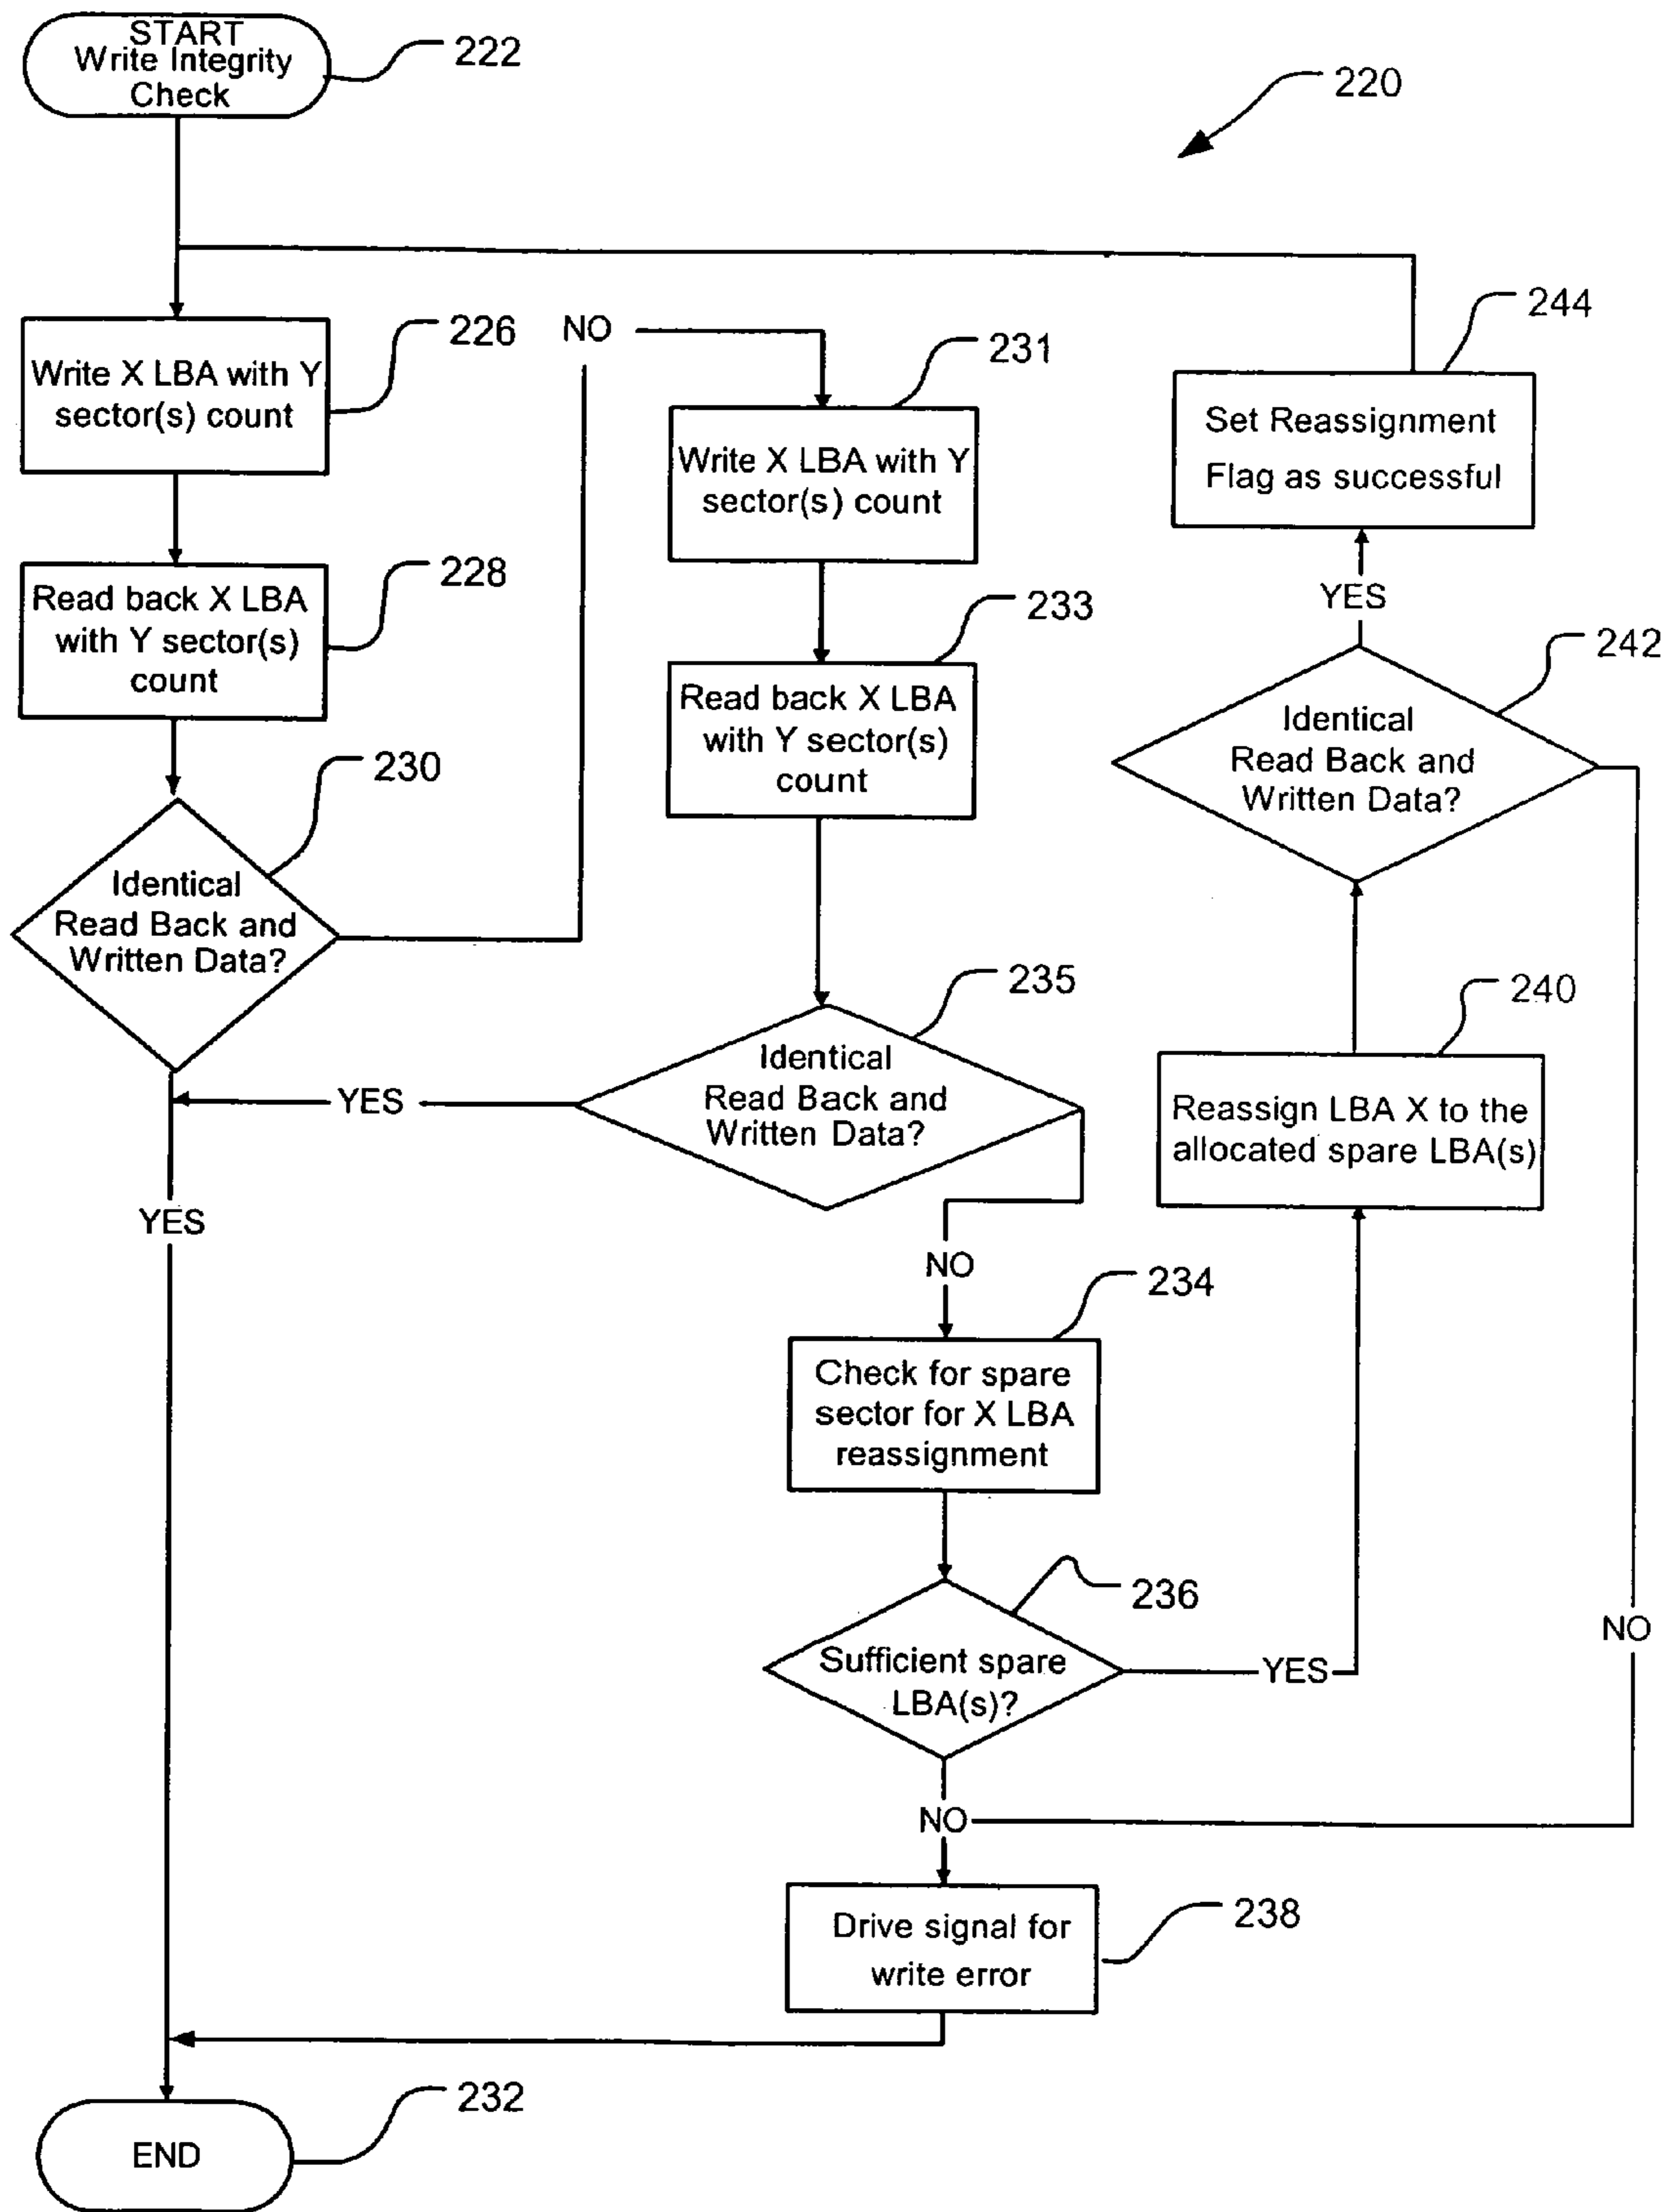 START
Write Integrity
Check
222
220
Write X LBA with Y
sector(s) count
226
Read back X LBA
with Y sector(s)
count
228
Identical
Read Back and
Written Data?
230
NO
YES
Write X LBA with Y
sector(s) count
231
Read back X LBA
with Y sector(s)
count
233
Identical
Read Back and
Written Data?
235
YES
NO
Check for spare
sector for X LBA
reassignment
234
Sufficient spare
LBA(s)?
236
YES
NO
Drive signal for
write error
238
Reassign LBA X to the
allocated spare LBA(s)
240
Identical
Read Back and
Written Data?
242
YES
NO
Set Reassignment
Flag as successful
244
END
232